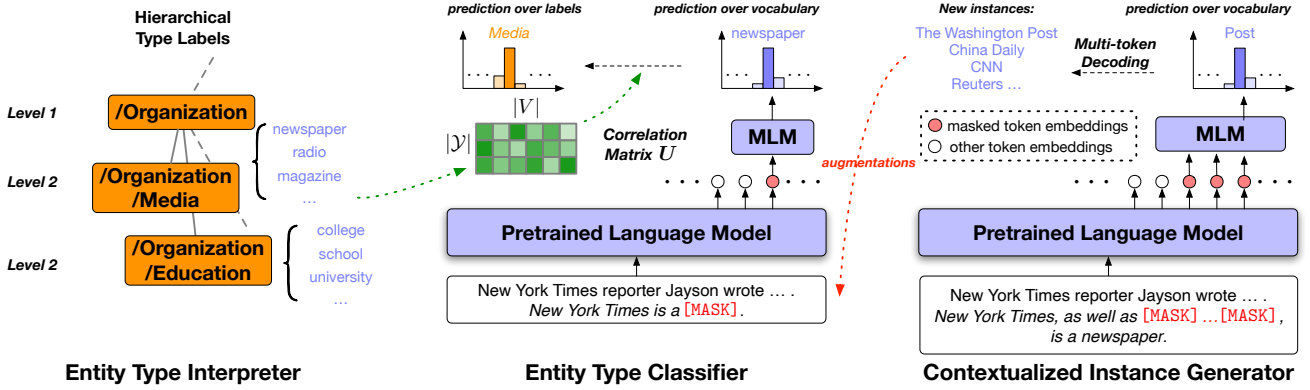 Hierarchical
Type Labels
Level 1
/Organization
newspaper
radio
magazine
...
Level 2
/Organization
/Media
Level 2
/Organization
/Education
college
school
university
...
Entity Type Interpreter
prediction over labels
prediction over vocabulary
Media
newspaper
|V|
|𝒴|
Correlation
Matrix U
MLM
Pretrained Language Model
New York Times reporter Jayson wrote ... .
New York Times is a [MASK].
Entity Type Classifier
augmentations
New instances:
prediction over vocabulary
The Washington Post
China Daily
CNN
Reuters ...
Multi-token
Decoding
Post
masked token embeddings
other token embeddings
MLM
Pretrained Language Model
New York Times reporter Jayson wrote ... .
New York Times, as well as [MASK] ...[MASK] ,
is a newspaper.
Contextualized Instance Generator